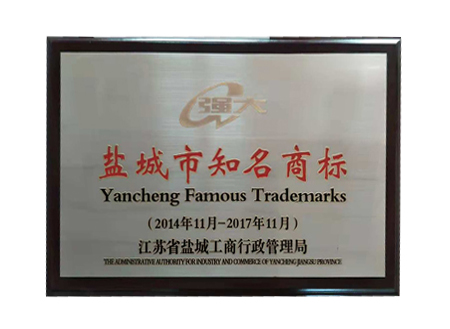 强大
盐城市知名商标
Yancheng Famous Trademarks
(2014年11月-2017年11月)
江苏省盐城工商行政管理局
THE ADMINISTRATIVE AUTHORITY FOR INDUSTRY AND COMMERCE OF YANCHENG JIANGSU PROVINCE